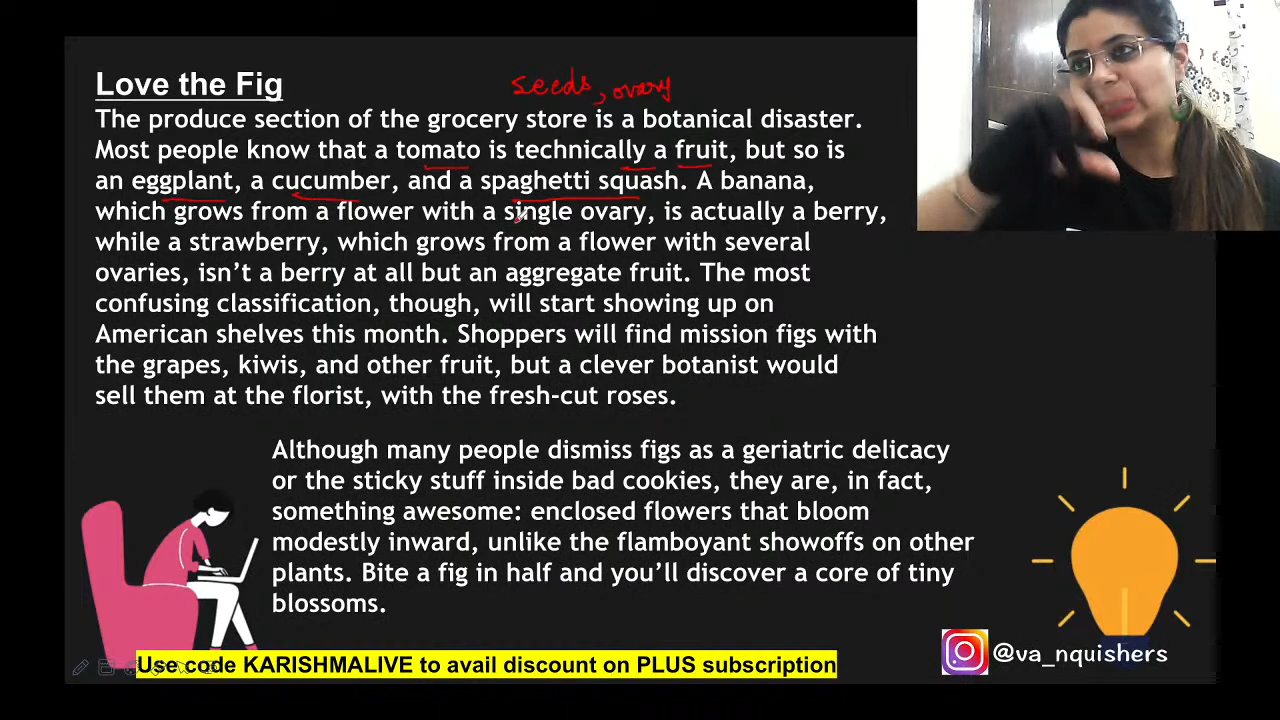 Love the Fig
seeds, ovary
The produce section of the grocery store is a botanical disaster.
Most people know that a tomato is technically a fruit, but so is
an eggplant, a cucumber, and a spaghetti squash. A banana,
which grows from a flower with a single ovary, is actually a berry,
while a strawberry, which grows from a flower with several
ovaries, isn't a berry at all but an aggregate fruit. The most
confusing classification, though, will start showing up on
American shelves this month. Shoppers will find mission figs with
the grapes, kiwis, and other fruit, but a clever botanist would
sell them at the florist, with the fresh-cut roses.
Although many people dismiss figs as a geriatric delicacy
or the sticky stuff inside bad cookies, they are, in fact,
something awesome: enclosed flowers that bloom
modestly inward, unlike the flamboyant showoffs on other
plants. Bite a fig in half and you'll discover a core of tiny
blossoms.
Use code KARISHMALIVE to avail discount on PLUS subscription
@va_nquishers